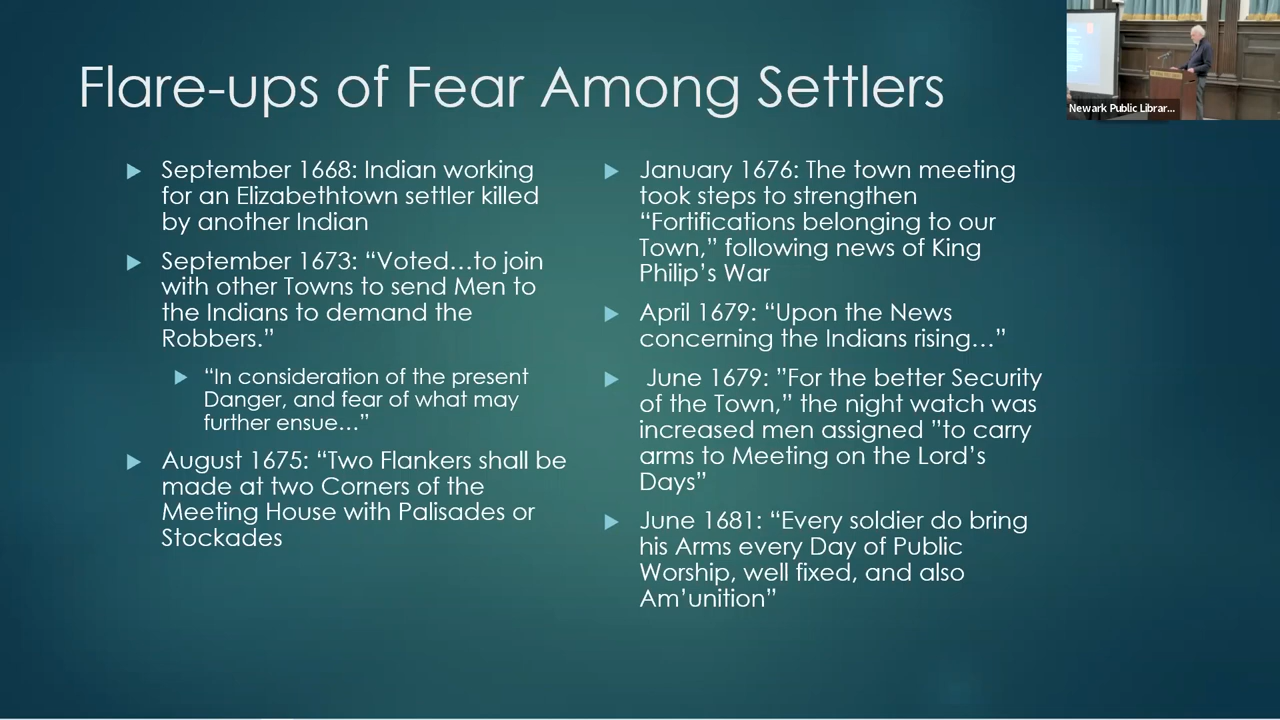 Flare-ups of Fear Among Settlers
September 1668: Indian working
for an Elizabethtown settler killed
by another Indian
September 1673: “Voted…to join
with other Towns to send Men to
the Indians to demand the
Robbers.”
“In consideration of the present
Danger, and fear of what may
further ensue…”
August 1675: “Two Flankers shall be
made at two Corners of the
Meeting House with Palisades or
Stockades
January 1676: The town meeting
took steps to strengthen
“Fortifications belonging to our
Town,” following news of King
Philip’s War
April 1679: “Upon the News
concerning the Indians rising…”
June 1679: ”For the better Security
of the Town,” the night watch was
increased men assigned ”to carry
arms to Meeting on the Lord’s
Days”
June 1681: “Every soldier do bring
his Arms every Day of Public
Worship, well fixed, and also
Am’unition”
Newark Public Librar...